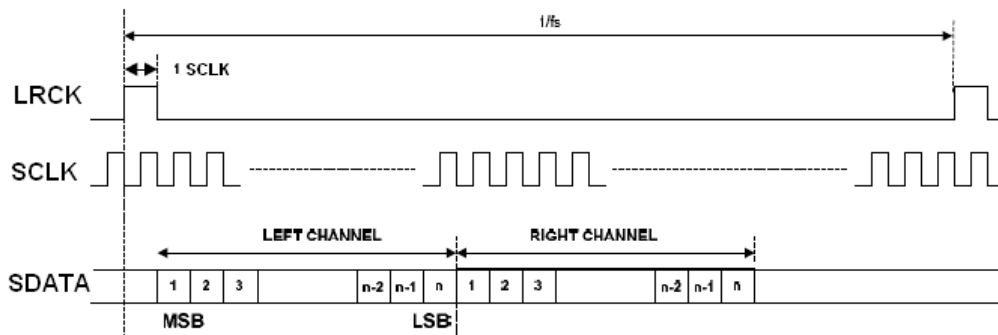 1/fs
1 SCLK
LRCK
SCLK
LEFT CHANNEL RIGHT CHANNEL
SDATA 1 2 3 n-2 n-1 n 1 2 3 n-2 n-1 n
MSB LSB